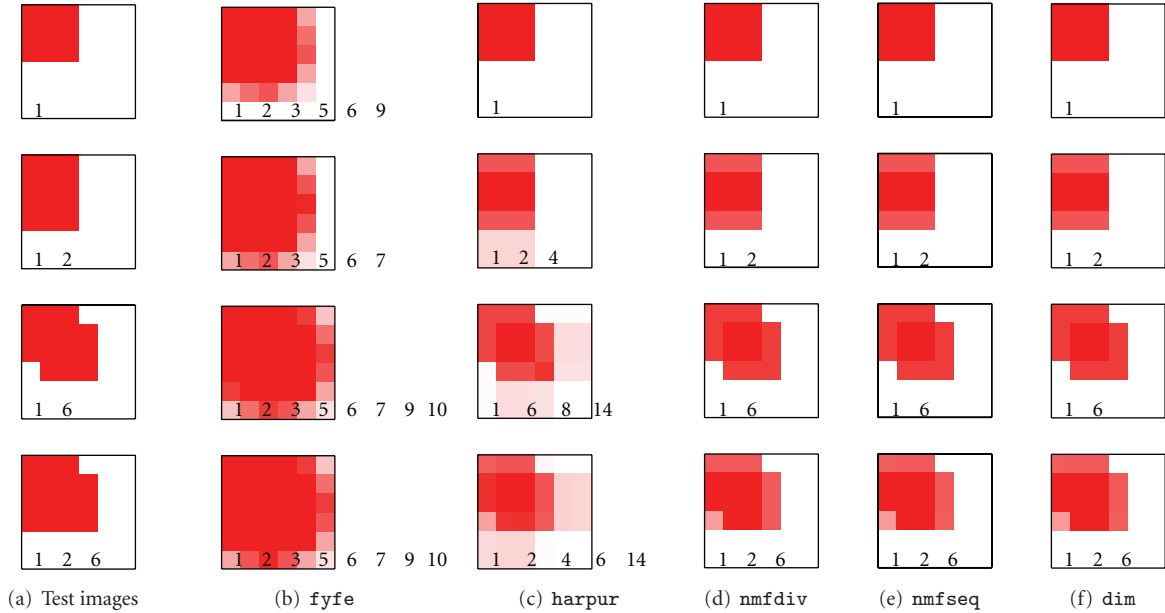 1
1 2 3 5 6 9
1
1
1
1
1 2
1 2 3 5 6 7
1 2 4
1 2
1 2
1 2
1 6
1 2 3 5 6 7 9 10
1 6 8 14
1 6
1 6
1 6
1 2 6
1 2 3 5 6 7 9 10
1 2 4 6 14
1 2 6
1 2 6
1 2 6
(a) Test images
(b) fyfe
(c) harpur
(d) nmfdiv
(e) nmfseq
(f) dim